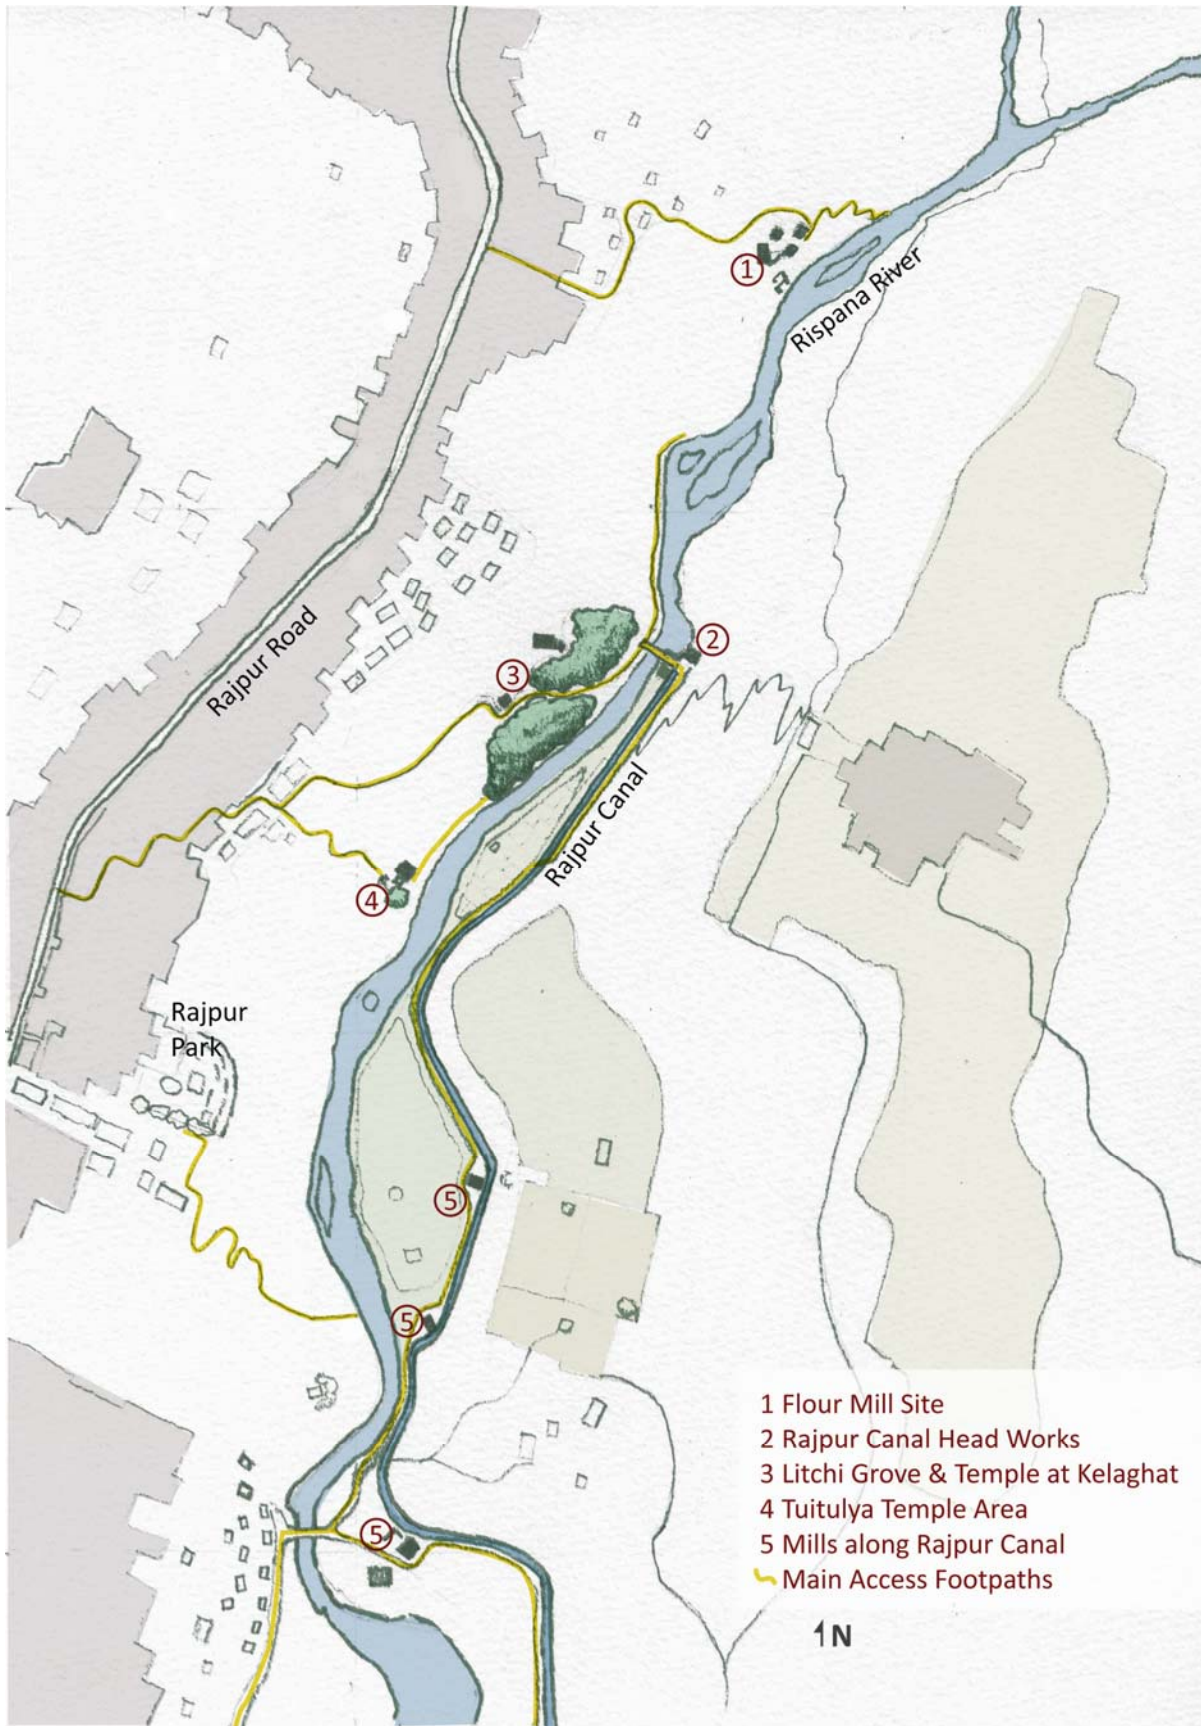 1
Rispana River
2
3
Rajpur Road
Rajpur Canal
4
Rajpur
Park
5
5
5
1 Flour Mill Site
2 Rajpur Canal Head Works
3 Litchi Grove & Temple at Kelaghat
4 Tuitulya Temple Area
5 Mills along Rajpur Canal
Main Access Footpaths
N